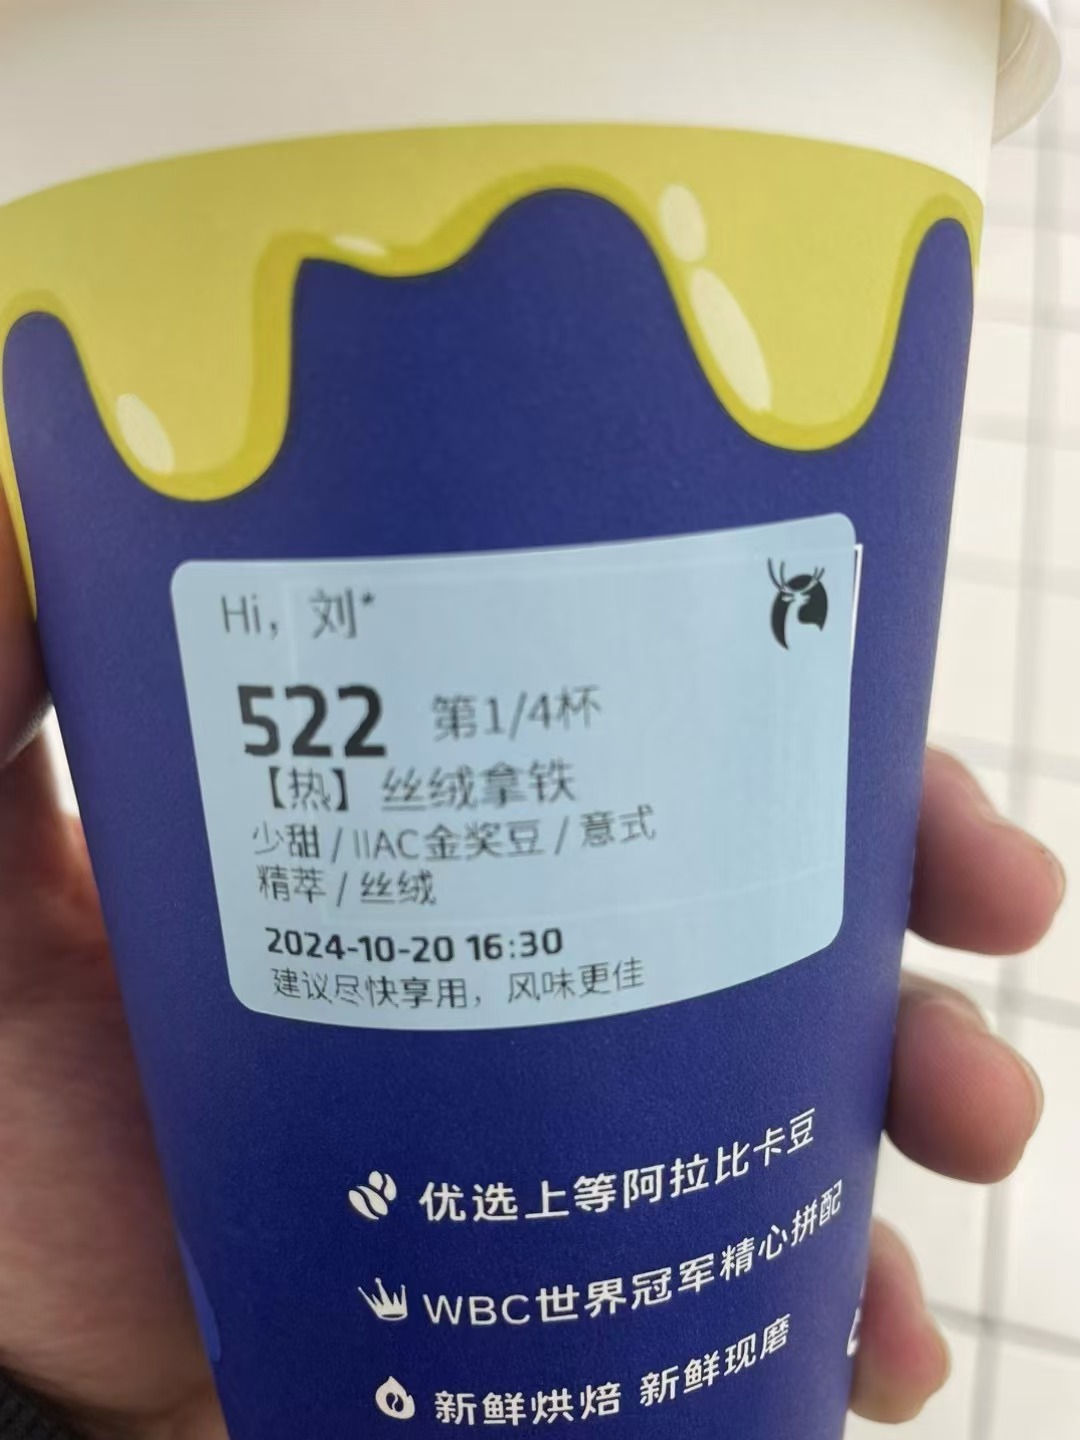 Hi, 刘*
522 第1/4杯
【热】丝绒拿铁
少甜 / IIAC金奖豆 / 意式
精萃 / 丝绒
2024-10-20 16:30
建议尽快享用，风味更佳
优选上等阿拉比卡豆
WBC世界冠军精心拼配
新鲜烘焙 新鲜现磨